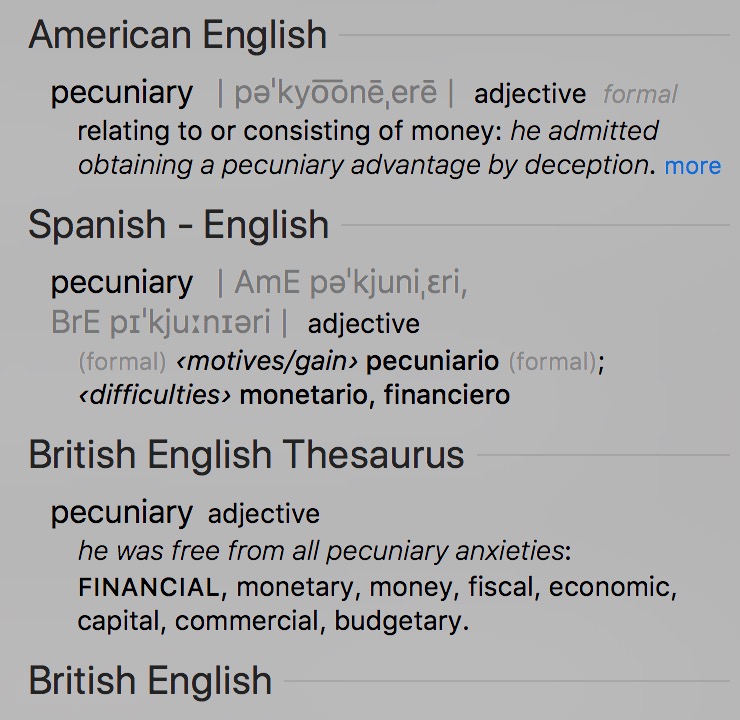 American English
pecuniary | pəˈkyo͞onēˌerē | adjective formal
relating to or consisting of money: he admitted
obtaining a pecuniary advantage by deception. more
Spanish - English
pecuniary | AmE pəˈkjuniˌɛri,
BrE pɪˈkjuːnɪəri | adjective
(formal) ‹motives/gain› pecuniario (formal);
‹difficulties› monetario, financiero
British English Thesaurus
pecuniary adjective
he was free from all pecuniary anxieties:
FINANCIAL, monetary, money, fiscal, economic,
capital, commercial, budgetary.
British English